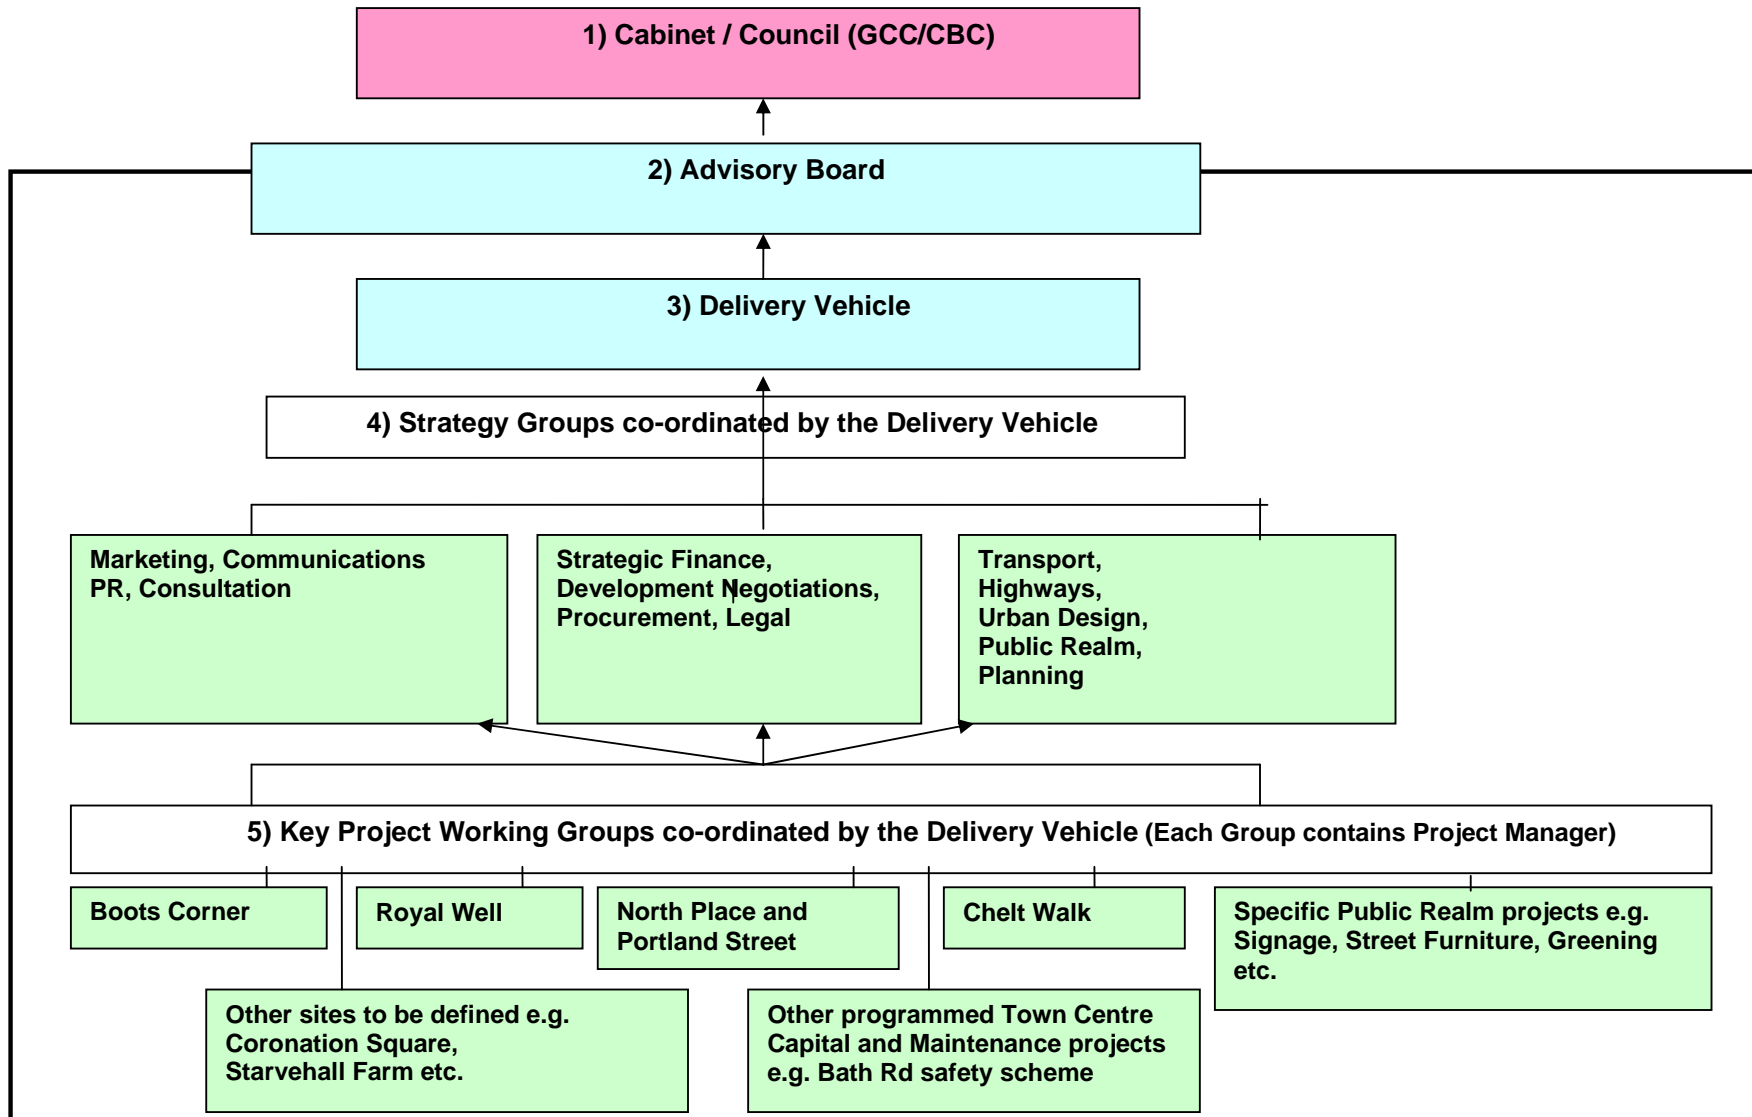 1) Cabinet / Council (GCC/CBC)
2) Advisory Board
3) Delivery Vehicle
4) Strategy Groups co-ordinated by the Delivery Vehicle
Marketing, Communications
PR, Consultation
Strategic Finance,
Development Negotiations,
Procurement, Legal
Transport,
Highways,
Urban Design,
Public Realm,
Planning
5) Key Project Working Groups co-ordinated by the Delivery Vehicle (Each Group contains Project Manager)
Boots Corner
Royal Well
North Place and
Portland Street
Chelt Walk
Specific Public Realm projects e.g.
Signage, Street Furniture, Greening
etc.
Other sites to be defined e.g.
Coronation Square,
Starvehall Farm etc.
Other programmed Town Centre
Capital and Maintenance projects
e.g. Bath Rd safety scheme